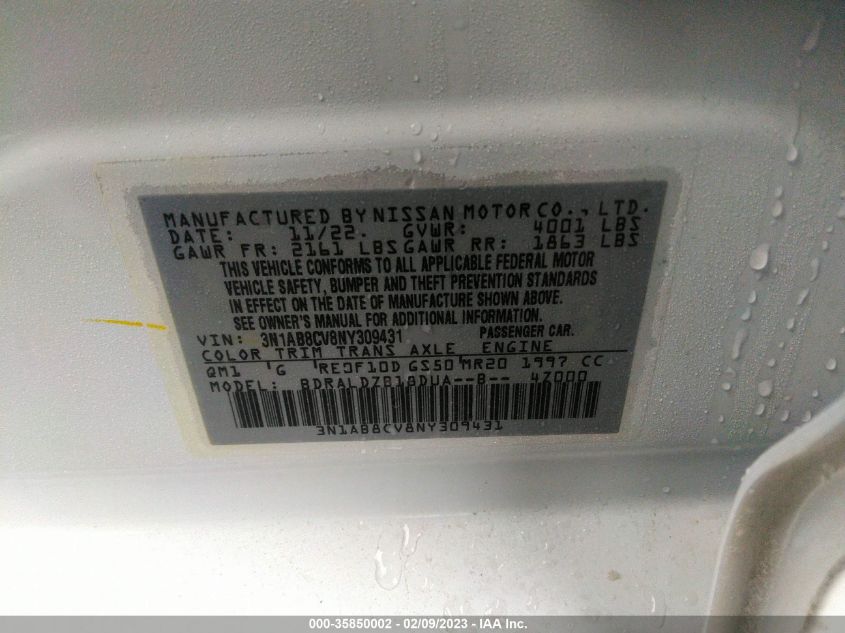 MANUFACTURED BY NISSAN MOTOR CO., LTD.
DATE: 11/22. GVWR: 4001 LBS
GAWR FR: 2161 LBS GAWR RR: 1863 LBS
THIS VEHICLE CONFORMS TO ALL APPLICABLE FEDERAL MOTOR
VEHICLE SAFETY, BUMPER AND THEFT PREVENTION STANDARDS
IN EFFECT ON THE DATE OF MANUFACTURE SHOWN ABOVE.
SEE OWNER'S MANUAL FOR ADDITIONAL INFORMATION.
VIN: 3N1AB8CV8NY309431 PASSENGER CAR.
COLOR TRIM TRANS AXLE ENGINE
QM1 'G 'RE0F10D GS50'MR20 1997 CC
MODEL: BDRALDZB18DUA--B-- 4Z000
3N1AB8CV8NY309431
000-35850002 - 02/09/2023 - IAA Inc.